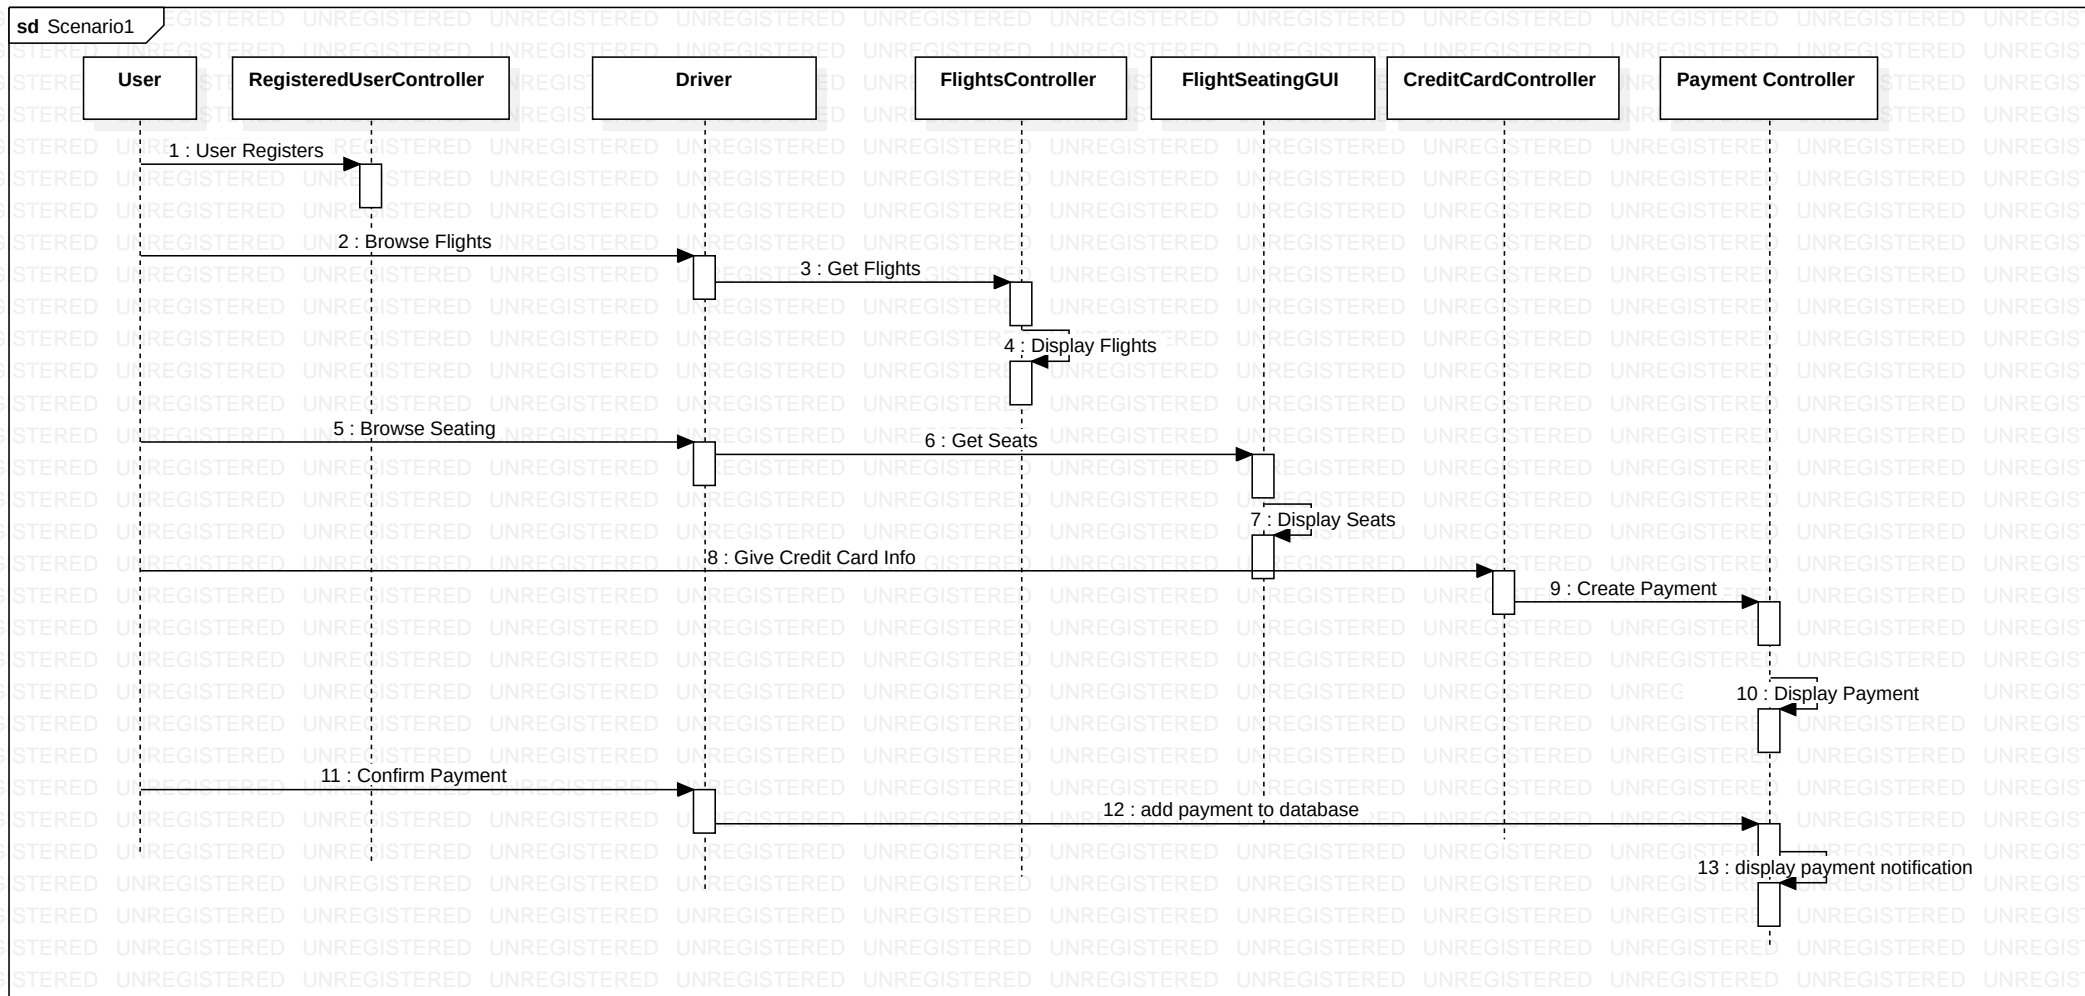 sd Scenario1
User
RegisteredUserController
Driver
FlightsController
FlightSeatingGUI
CreditCardController
Payment Controller
1 : User Registers
2 : Browse Flights
3 : Get Flights
4 : Display Flights
5 : Browse Seating
6 : Get Seats
7 : Display Seats
8 : Give Credit Card Info
9 : Create Payment
10 : Display Payment
11 : Confirm Payment
12 : add payment to database
13 : display payment notification
UNREGISTERED